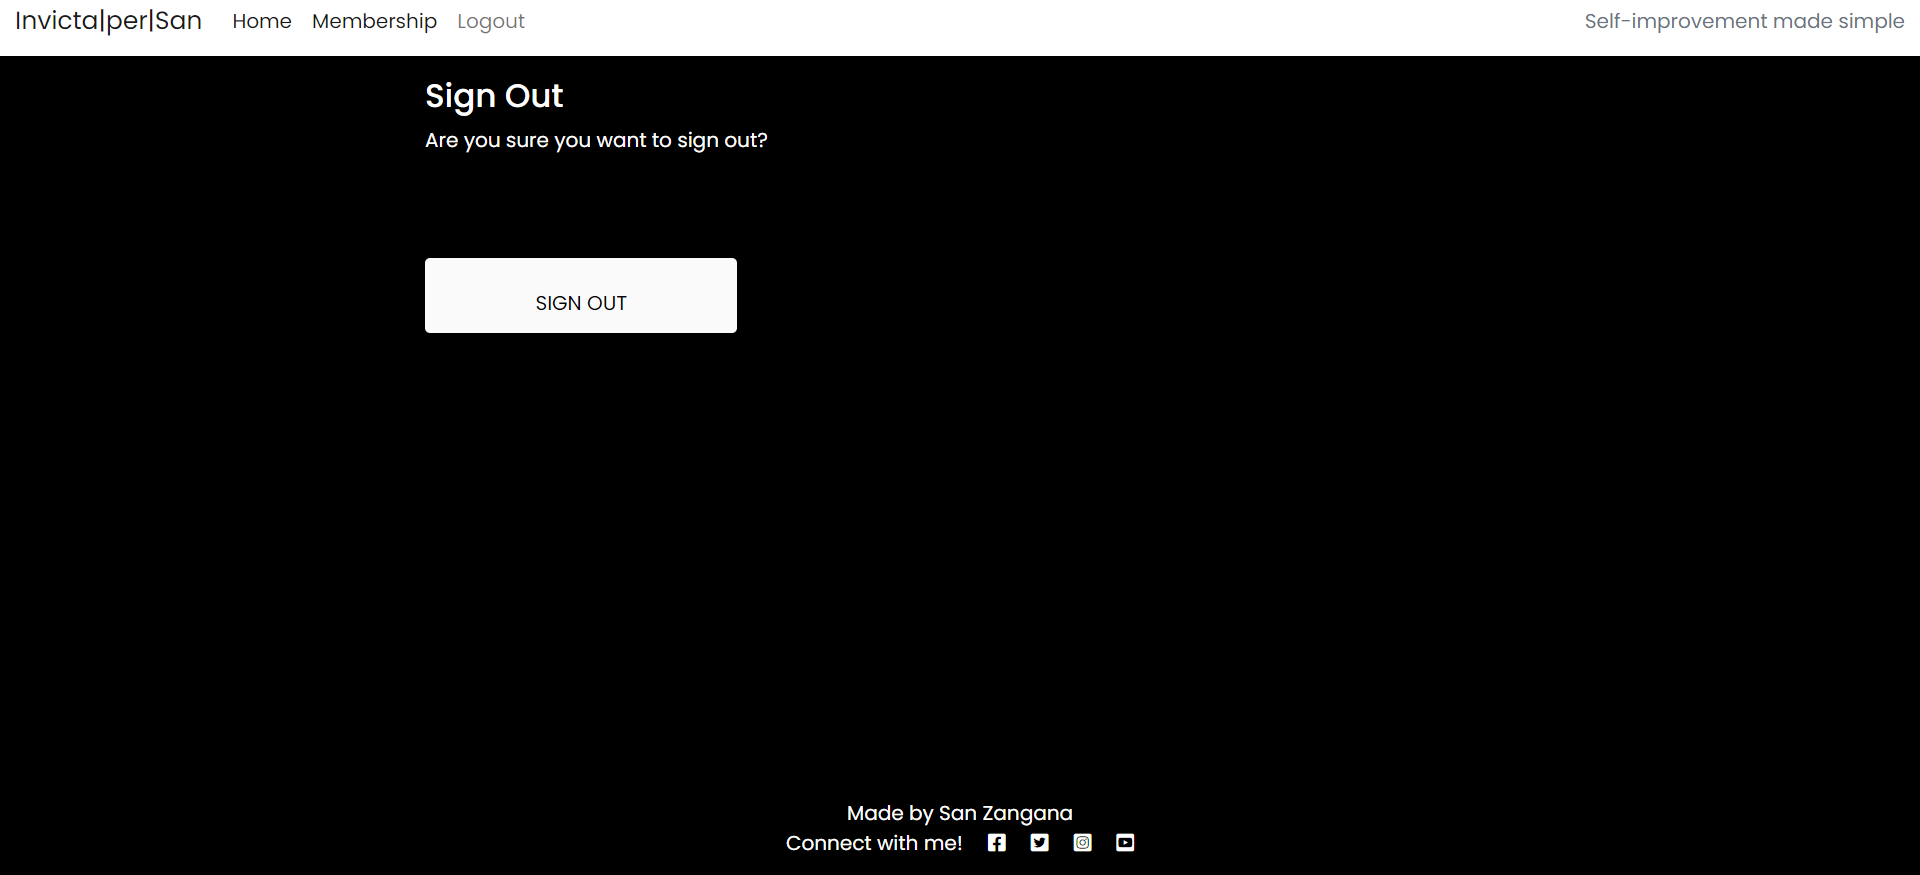 Invicta|per|San Home Membership Logout Self-improvement made simple
Sign Out
Are you sure you want to sign out?
SIGN OUT
Made by San Zangana
Connect with me!